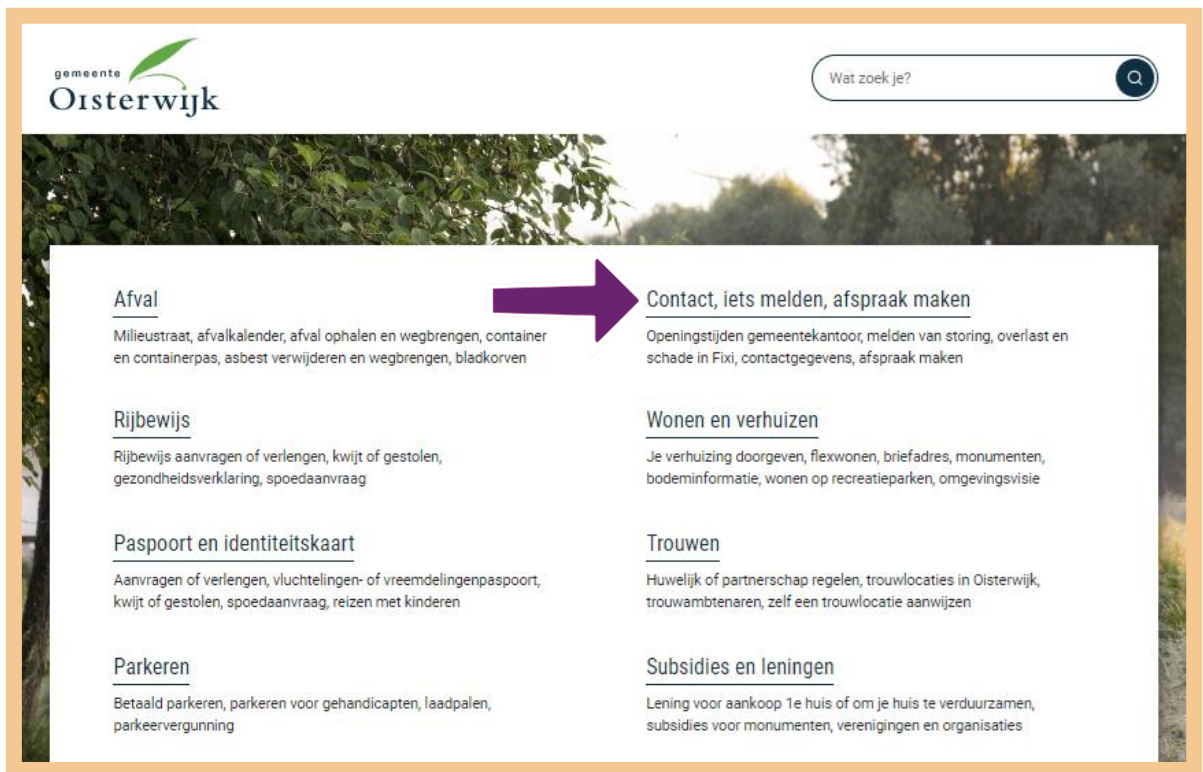 gemeente
Oisterwijk
Wat zoek je?
Afval
Milieustraat, afvalkalender, afval ophalen en wegbrengen, container
en containerpas, asbest verwijderen en wegbrengen, bladkorven
Contact, iets melden, afspraak maken
Openingstijden gemeentekantoor, melden van storing, overlast en
schade in Fixi, contactgegevens, afspraak maken
Rijbewijs
Rijbewijs aanvragen of verlengen, kwijt of gestolen,
gezondheidsverklaring, spoedaanvraag
Wonen en verhuizen
Je verhuizing doorgeven, flexwonen, briefadres, monumenten,
bodeminformatie, wonen op recreatieparken, omgevingsvisie
Paspoort en identiteitskaart
Aanvragen of verlengen, vluchtelingen- of vreemdelingenpaspoort,
kwijt of gestolen, spoedaanvraag, reizen met kinderen
Trouwen
Huwelijk of partnerschap regelen, trouwlocaties in Oisterwijk,
trouwambtenaren, zelf een trouwlocatie aanwijzen
Parkeren
Betaald parkeren, parkeren voor gehandicapten, laadpalen,
parkeervergunning
Subsidies en leningen
Lening voor aankoop 1e huis of om je huis te verduurzamen,
subsidies voor monumenten, verenigingen en organisaties